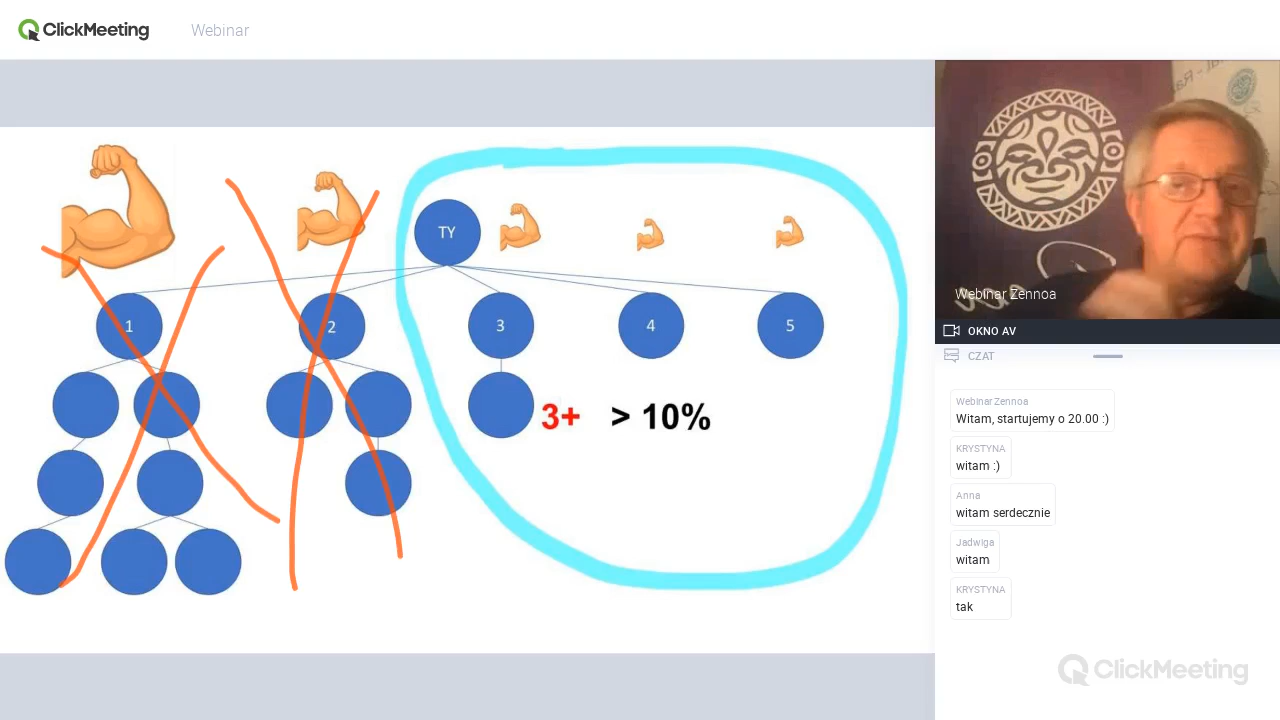 ClickMeeting
Webinar
TY
1
2
3
4
5
3+ > 10%
Webinar Zennoa
OKNO AV
CZAT
Webinar Zennoa
Witam, startujemy o 20.00 :)
KRYSTYNA
witam :)
Anna
witam serdecznie
Jadwiga
witam
KRYSTYNA
tak
ClickMeeting